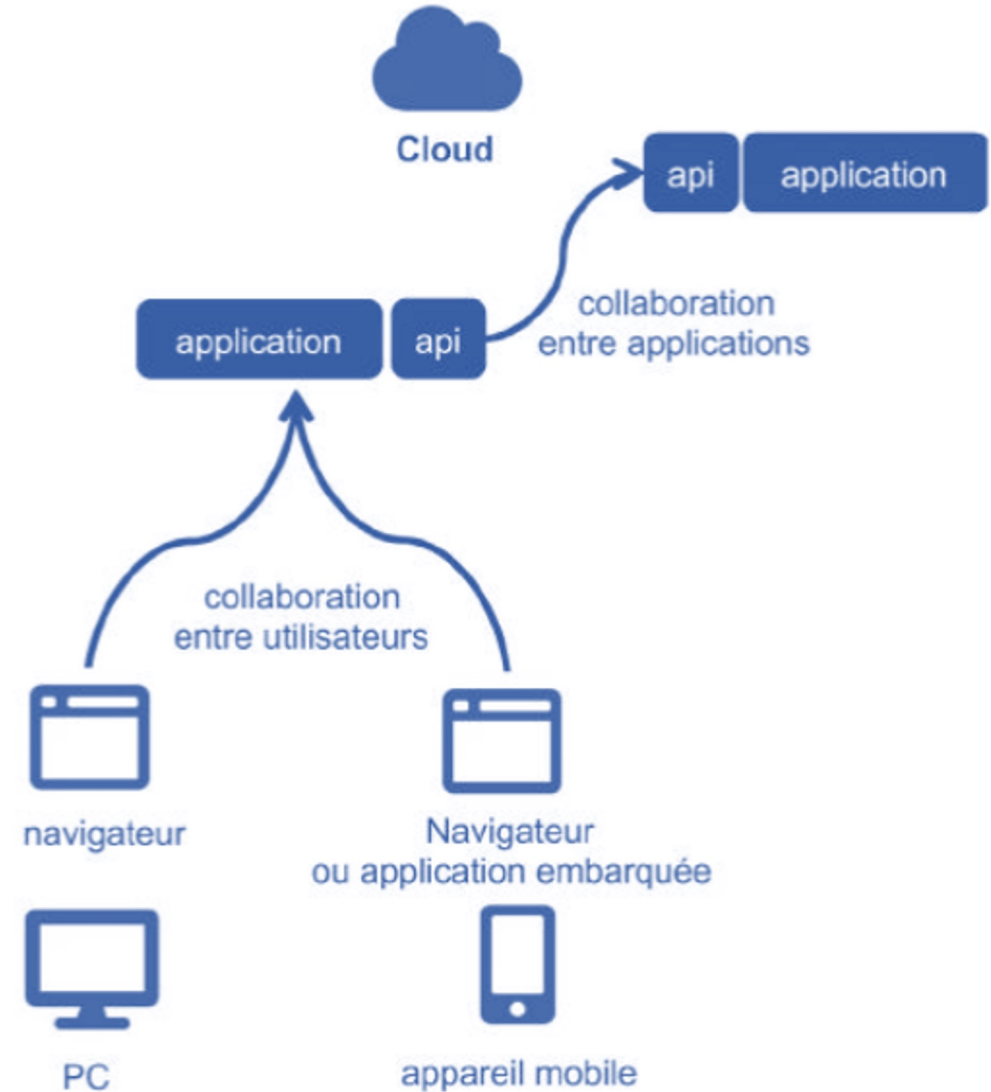 Cloud
api
application
application
api
collaboration
entre applications
collaboration
entre utilisateurs
navigateur
Navigateur
ou application embarquée
PC
appareil mobile